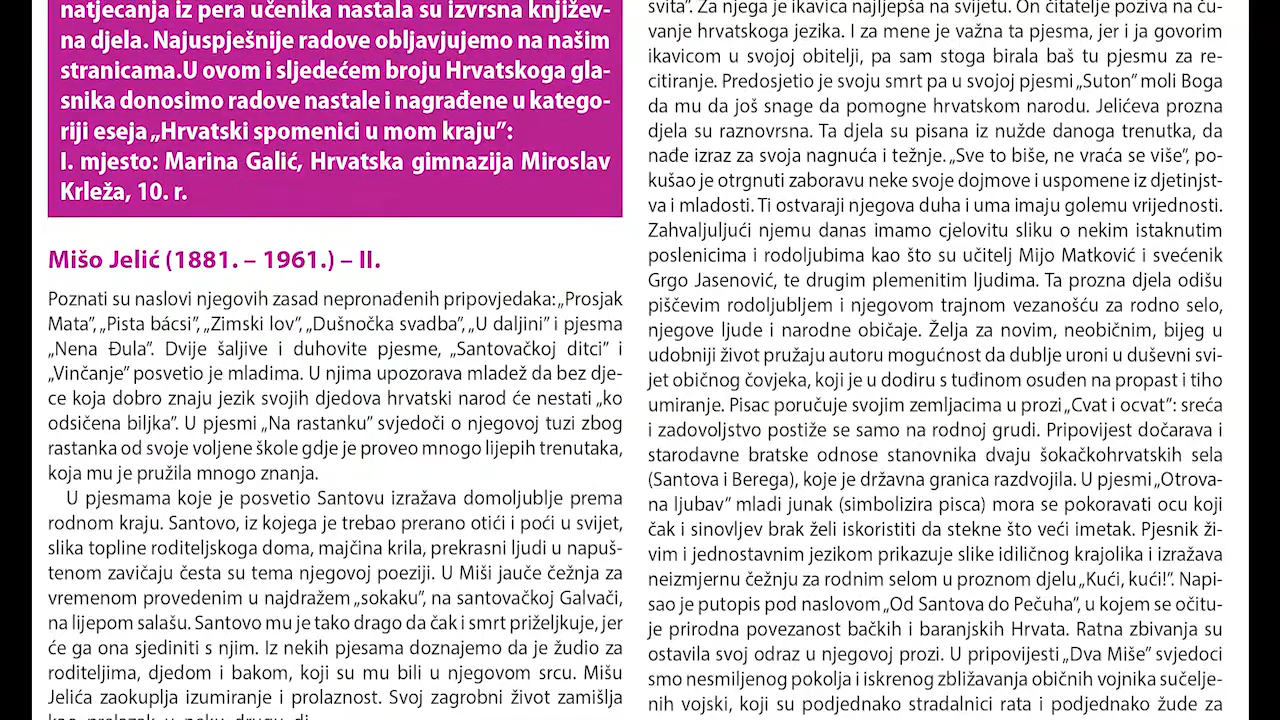 natjecanja iz pera učenika nastala su izvrsna književ-
na djela. Najuspješnije radove obljavjujemo na našim
stranicama.U ovom i sljedećem broju Hrvatskoga gla-
snika donosimo radove nastale i nagrađene u katego-
riji eseja „Hrvatski spomenici u mom kraju”:
I. mjesto: Marina Galić, Hrvatska gimnazija Miroslav
Krleža, 10. r.
Mišo Jelić (1881. – 1961.) – II.
Poznati su naslovi njegovih zasad nepronađenih pripovjedaka: „Prosjak
Mata”, „Pista bácsi”, „Zimski lov”, „Dušnočka svadba”, „U daljini” i pjesma
„Nena Đula”. Dvije šaljive i duhovite pjesme, „Santovačkoj ditci” i
„Vinčanje” posvetio je mladima. U njima upozorava mladež da bez dje-
ce koja dobro znaju jezik svojih djedova hrvatski narod će nestati „ko
odsičena biljka”. U pjesmi „Na rastanku” svjedoči o njegovoj tuzi zbog
rastanka od svoje voljene škole gdje je proveo mnogo lijepih trenutaka,
koja mu je pružila mnogo znanja.
U pjesmama koje je posvetio Santovu izražava domoljublje prema
rodnom kraju. Santovo, iz kojega je trebao prerano otići i poći u svijet,
slika topline roditeljskoga doma, majčina krila, prekrasni ljudi u napuš-
tenom zavičaju česta su tema njegovoj poeziji. U Miši jauče čežnja za
vremenom provedenim u najdražem „sokaku”, na santovačkoj Galvači,
na lijepom salašu. Santovo mu je tako drago da čak i smrt priželjkuje, jer
će ga ona sjediniti s njim. Iz nekih pjesama doznajemo da je žudio za
roditeljima, djedom i bakom, koji su mu bili u njegovom srcu. Mišu
Jelića zaokuplja izumiranje i prolaznost. Svoj zagrobni život zamišlja
kao prelazak u neku drugu di
svita”. Za njega je ikavica najljepša na svijetu. On čitatelje poziva na ču-
vanje hrvatskoga jezika. I za mene je važna ta pjesma, jer i ja govorim
ikavicom u svojoj obitelji, pa sam stoga birala baš tu pjesmu za re-
citiranje. Predosjetio je svoju smrt pa u svojoj pjesmi „Suton” moli Boga
da mu da još snage da pomogne hrvatskom narodu. Jelićeva prozna
djela su raznovrsna. Ta djela su pisana iz nužde danoga trenutka, da
nađe izraz za svoja nagnuća i težnje. „Sve to biše, ne vraća se više”, po-
kušao je otrgnuti zaboravu neke svoje dojmove i uspomene iz djetinjst-
va i mladosti. Ti ostvaraji njegova duha i uma imaju golemu vrijednosti.
Zahvaljuljući njemu danas imamo cjelovitu sliku o nekim istaknutim
poslenicima i rodoljubima kao što su učitelj Mijo Matković i svećenik
Grgo Jasenović, te drugim plemenitim ljudima. Ta prozna djela odišu
piščevim rodoljubljem i njegovom trajnom vezanošću za rodno selo,
njegove ljude i narodne običaje. Želja za novim, neobičnim, bijeg u
udobniji život pružaju autoru mogućnost da dublje uroni u duševni svi-
jet običnog čovjeka, koji je u dodiru s tuđinom osuđen na propast i tiho
umiranje. Pisac poručuje svojim zemljacima u prozi „Cvat i ocvat”: sreća
i zadovoljstvo postiže se samo na rodnoj grudi. Pripovijest dočarava i
starodavne bratske odnose stanovnika dvaju šokačkohrvatskih sela
(Santova i Berega), koje je državna granica razdvojila. U pjesmi „Otrova-
na ljubav” mladi junak (simbolizira pisca) mora se pokoravati ocu koji
čak i sinovljev brak želi iskoristiti da stekne što veći imetak. Pjesnik ži-
vim i jednostavnim jezikom prikazuje slike idiličnog krajolika i izražava
neizmjernu čežnju za rodnim selom u proznom djelu „Kući, kući!”. Napi-
sao je putopis pod naslovom „Od Santova do Pečuha”, u kojem se očitu-
je prirodna povezanost bačkih i baranjskih Hrvata. Ratna zbivanja su
ostavila svoj odraz u njegovoj prozi. U pripovijesti „Dva Miše” svjedoci
smo nesmiljenog pokolja i iskrenog zbližavanja običnih vojnika sučelje-
nih vojski, koji su podjednako stradalnici rata i podjednako žude za